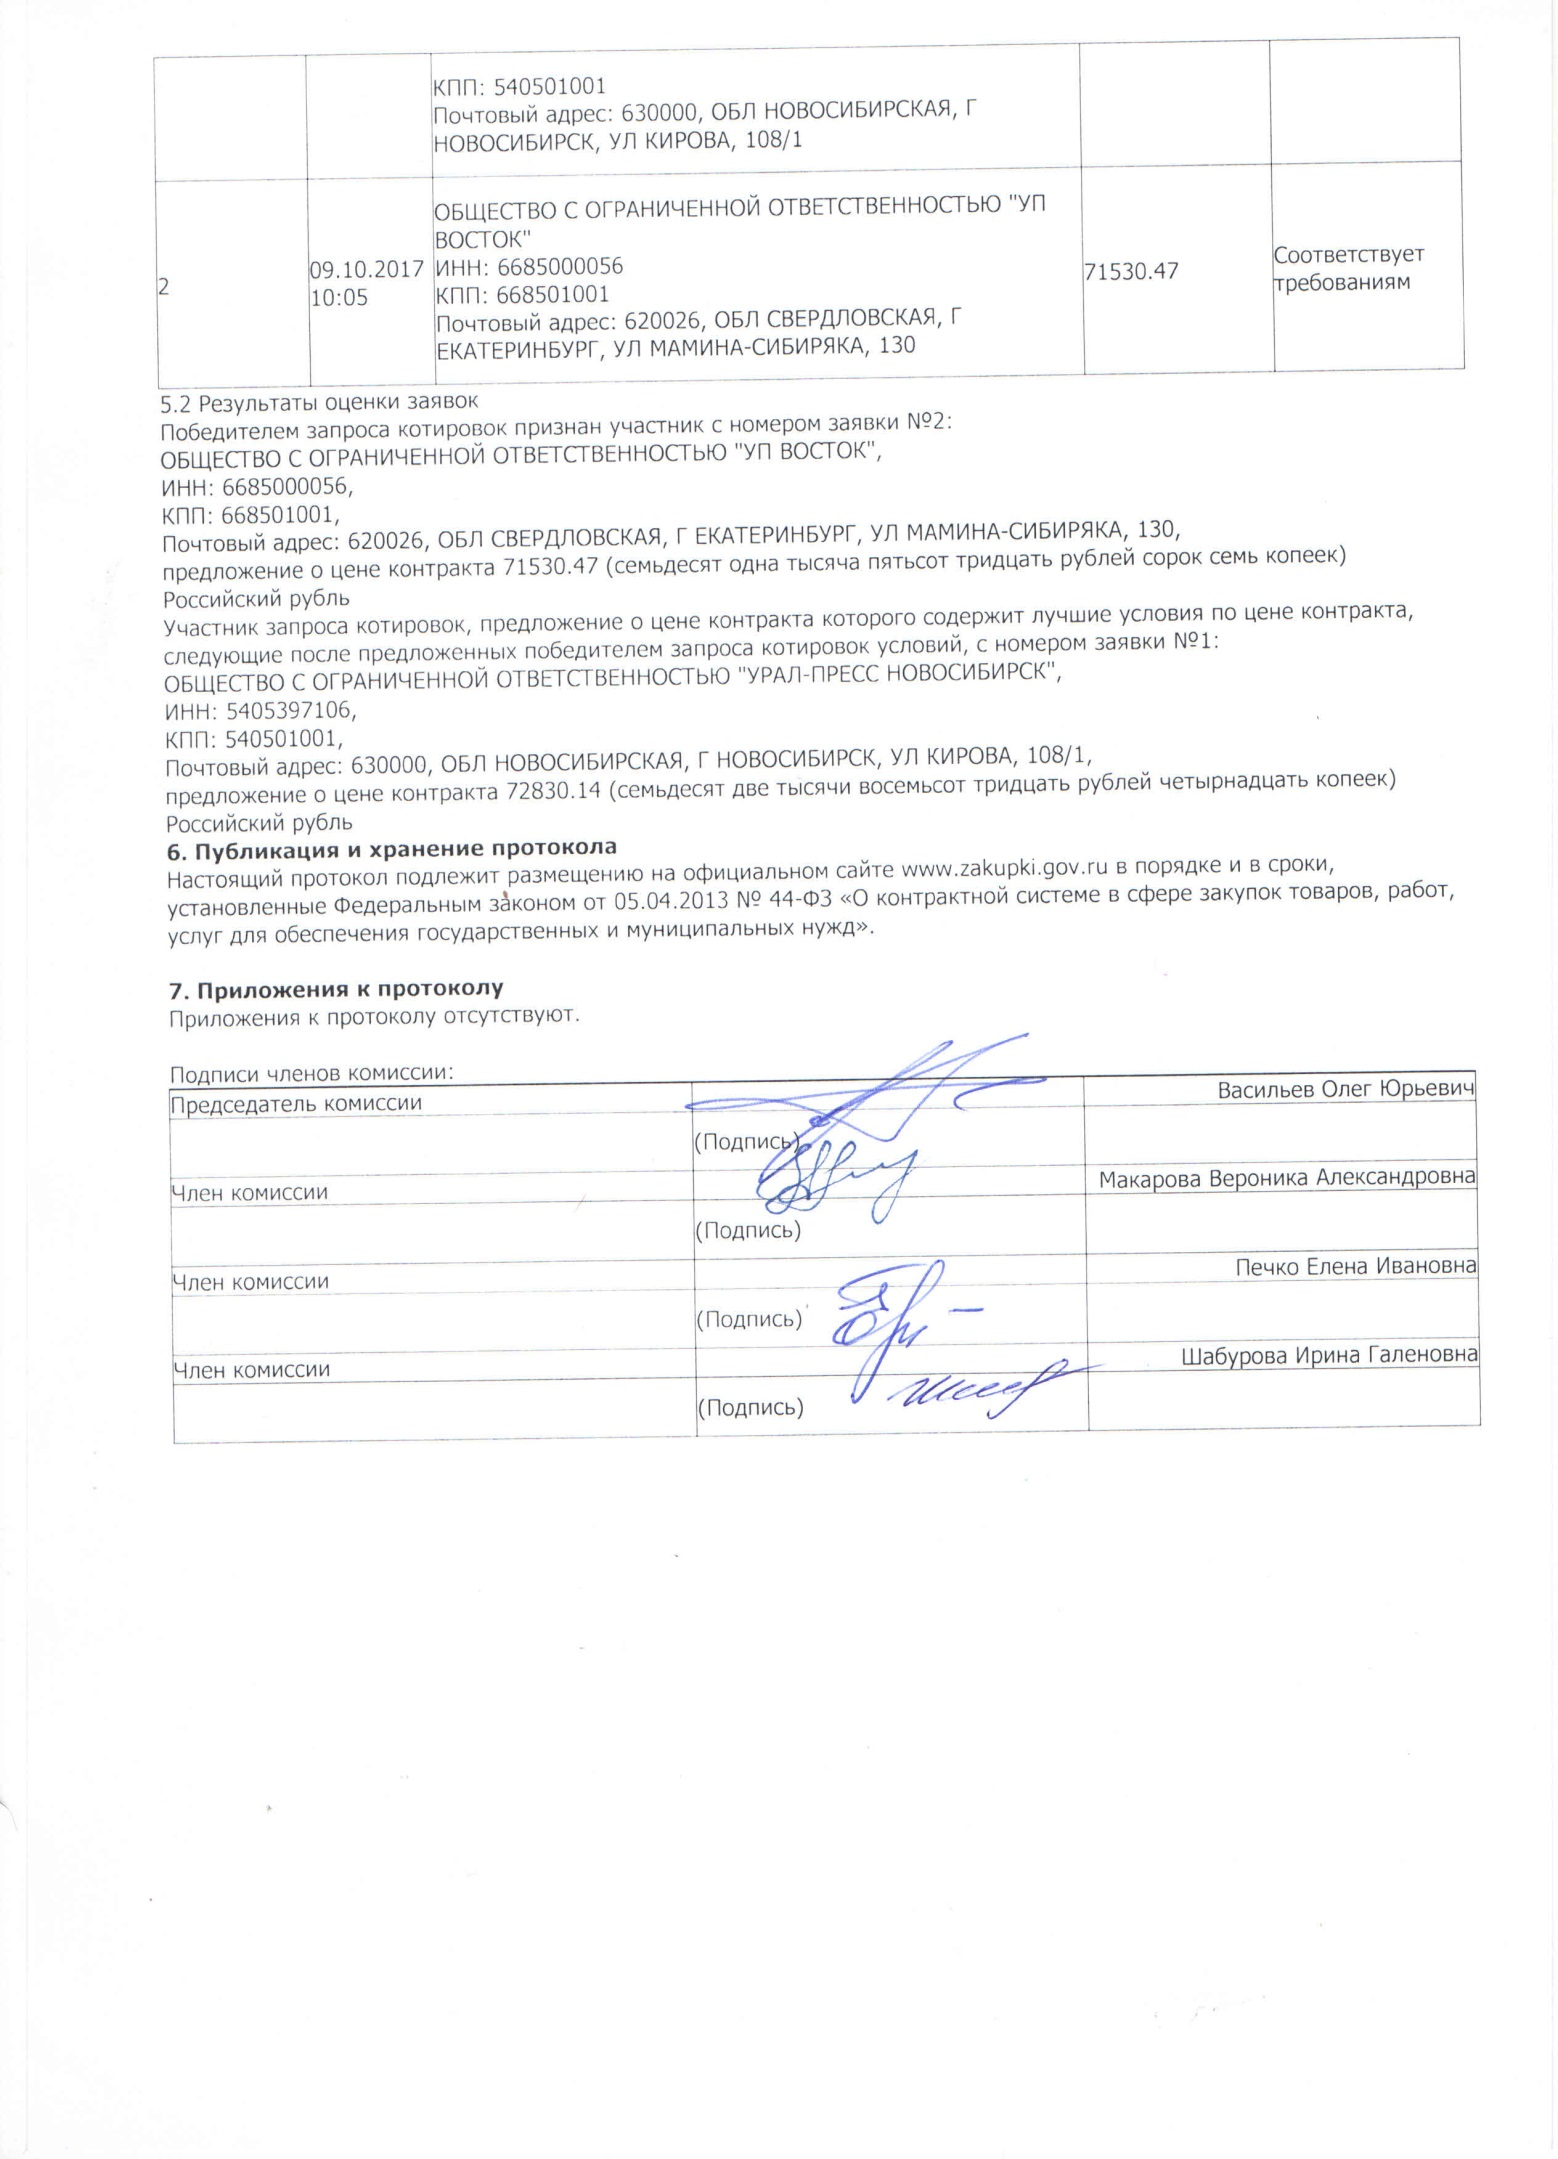 КПП: 540501001
Почтовый адрес: 630000, ОБЛ НОВОСИБИРСКАЯ, Г
НОВОСИБИРСК, УЛ КИРОВА, 108/1
2
09.10.2017
10:05
ОБЩЕСТВО С ОГРАНИЧЕННОЙ ОТВЕТСТВЕННОСТЬЮ "УП
ВОСТОК"
ИНН: 6685000056
КПП: 668501001
Почтовый адрес: 620026, ОБЛ СВЕРДЛОВСКАЯ, Г
ЕКАТЕРИНБУРГ, УЛ МАМИНА-СИБИРЯКА, 130
71530.47
Соответствует
требованиям
5.2 Результаты оценки заявок
Победителем запроса котировок признан участник с номером заявки №2:
ОБЩЕСТВО С ОГРАНИЧЕННОЙ ОТВЕТСТВЕННОСТЬЮ "УП ВОСТОК",
ИНН: 6685000056,
КПП: 668501001,
Почтовый адрес: 620026, ОБЛ СВЕРДЛОВСКАЯ, Г ЕКАТЕРИНБУРГ, УЛ МАМИНА-СИБИРЯКА, 130,
предложение о цене контракта 71530.47 (семьдесят одна тысяча пятьсот тридцать рублей сорок семь копеек)
Российский рубль
Участник запроса котировок, предложение о цене контракта которого содержит лучшие условия по цене контракта,
следующие после предложенных победителем запроса котировок условий, с номером заявки №1:
ОБЩЕСТВО С ОГРАНИЧЕННОЙ ОТВЕТСТВЕННОСТЬЮ "УРАЛ-ПРЕСС НОВОСИБИРСК",
ИНН: 5405397106,
КПП: 540501001,
Почтовый адрес: 630000, ОБЛ НОВОСИБИРСКАЯ, Г НОВОСИБИРСК, УЛ КИРОВА, 108/1,
предложение о цене контракта 72830.14 (семьдесят две тысячи восемьсот тридцать рублей четырнадцать копеек)
Российский рубль
6. Публикация и хранение протокола
Настоящий протокол подлежит размещению на официальном сайте www.zakupki.gov.ru в порядке и в сроки,
установленные Федеральным законом от 05.04.2013 № 44-ФЗ «О контрактной системе в сфере закупок товаров, работ,
услуг для обеспечения государственных и муниципальных нужд».
7. Приложения к протоколу
Приложения к протоколу отсутствуют.
Подписи членов комиссии:
Председатель комиссии
Васильев Олег Юрьевич
(Подпись)
Член комиссии
Макарова Вероника Александровна
(Подпись)
Член комиссии
Печко Елена Ивановна
(Подпись)
Член комиссии
Шабурова Ирина Галеновна
(Подпись)